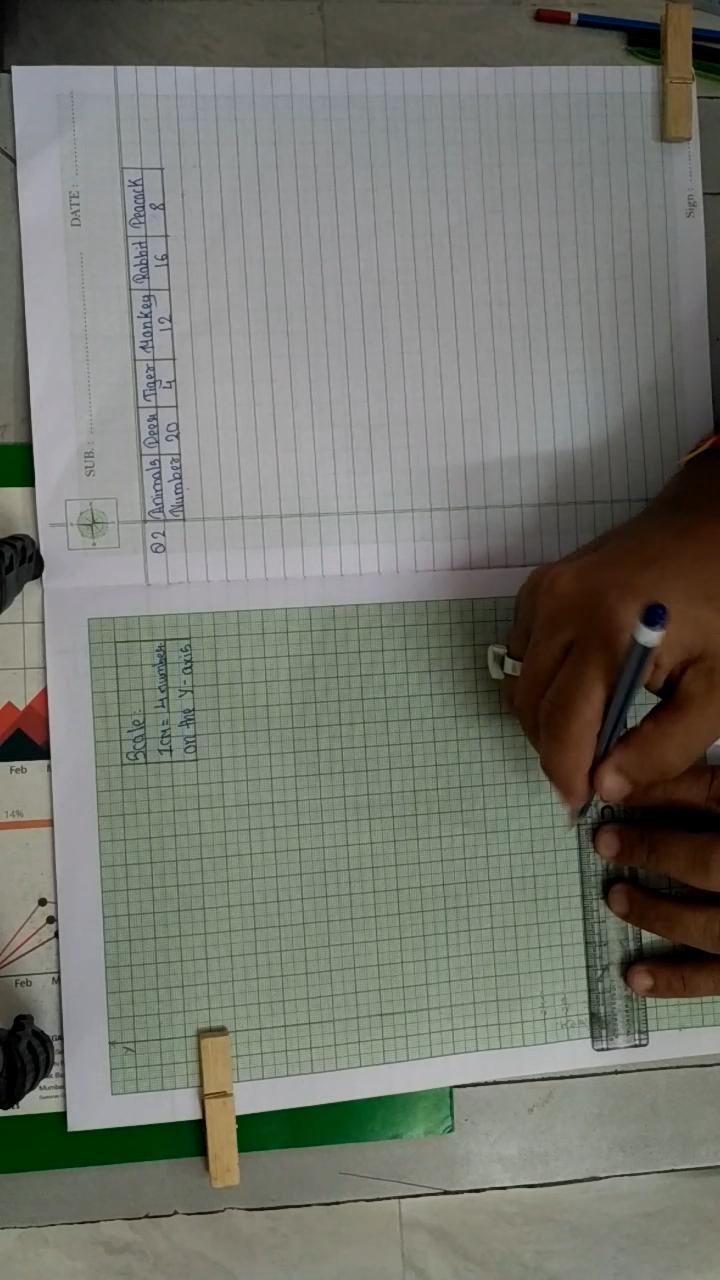 SUB. :
DATE :
Q2 Animals Deer Tiger Monkey Rabbit Peacock
Number 20 4 12 16 8
Sign :
Scale:
1cm = 4 number
on the Y-axis
Y
Feb
14%
Feb